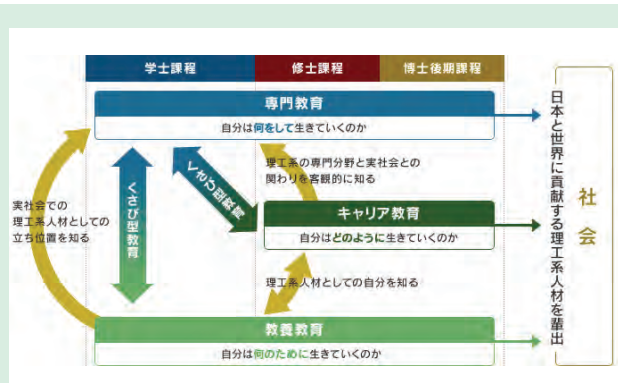 学士課程
修士課程
博士後期課程
専門教育
自分は何をして生きていくのか
くさび型教育
くさび型教育
理工系の専門分野と実社会との
関わりを客観的に知る
実社会での
理工系人材としての
立ち位置を知る
キャリア教育
自分はどのように生きていくのか
理工系人材としての自分を知る
教養教育
自分は何のために生きていくのか
日本と世界に貢献する理工系人材を輩出
社会